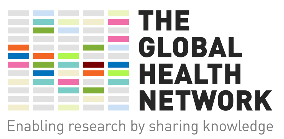 THE
GLOBAL
HEALTH
NETWORK
Enabling research by sharing knowledge